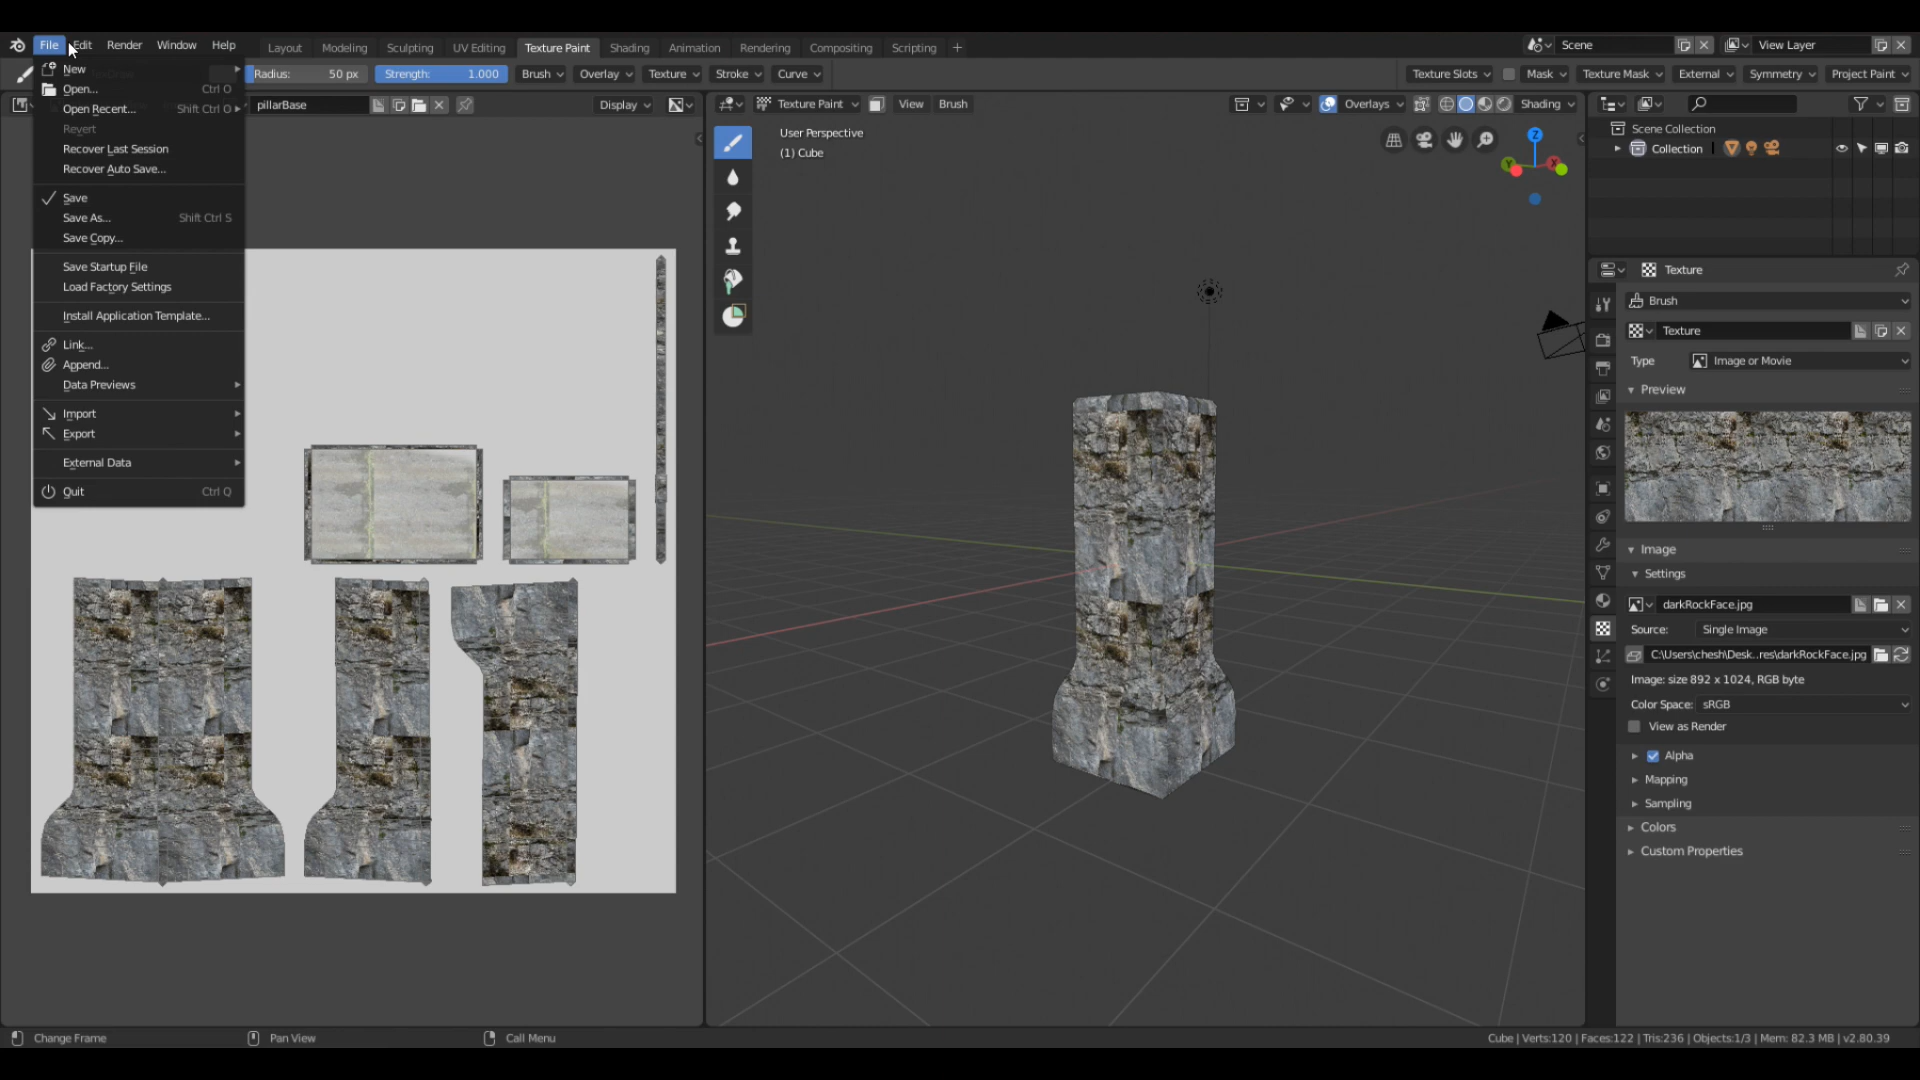 File Edit Render Window Help Layout Modeling Sculpting UV Editing Texture Paint Shading Animation Rendering Compositing Scripting + Scene View Layer
Radius: 50 px Strength: 1.000 Brush Overlay Texture Stroke Curve Texture Slots Mask Texture Mask External Symmetry Project Paint
pillarBase Display Texture Paint View Brush Overlays Shading
New
Open... Ctrl O
Open Recent... Shift Ctrl O
Revert
Recover Last Session
Recover Auto Save...
Save
Save As... Shift Ctrl S
Save Copy...
Save Startup File
Load Factory Settings
Install Application Template...
Link...
Append...
Data Previews
Import
Export
External Data
Quit Ctrl Q
User Perspective
(1) Cube
Z
Y
X
Scene Collection
Collection
Texture
Brush
Texture
Type Image or Movie
Preview
Image
Settings
darkRockFace.jpg
Source: Single Image
C:\Users\chesh\Desk...res\darkRockFace.jpg
Image: size 892 x 1024, RGB byte
Color Space: sRGB
View as Render
Alpha
Mapping
Sampling
Colors
Custom Properties
Change Frame Pan View Call Menu Cube | Verts:120 | Faces:122 | Tris:236 | Objects:1/3 | Mem: 82.3 MB | v2.80.39